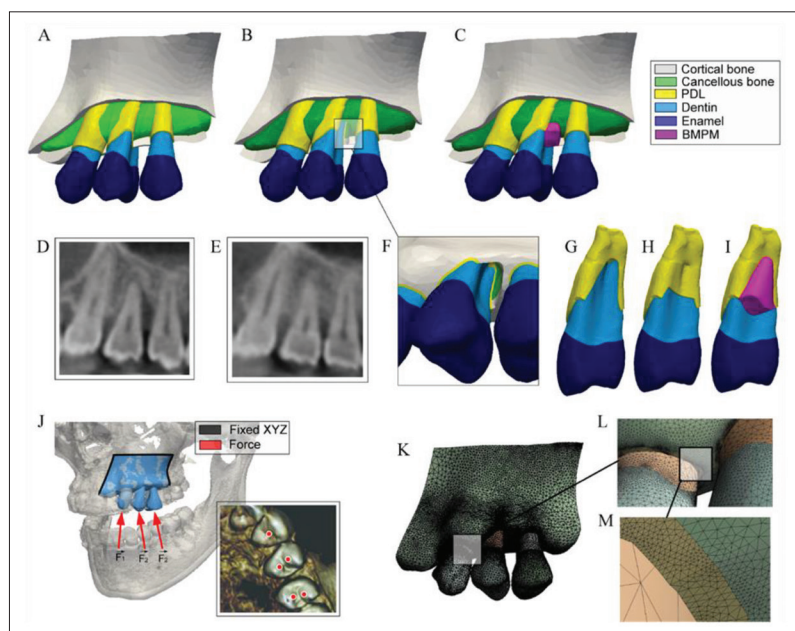 A
B
C
Cortical bone
Cancellous bone
PDL
Dentin
Enamel
BMPM
D
E
F
G
H
I
J
Fixed XYZ
Force
F₁
F₂
F₂
K
L
M